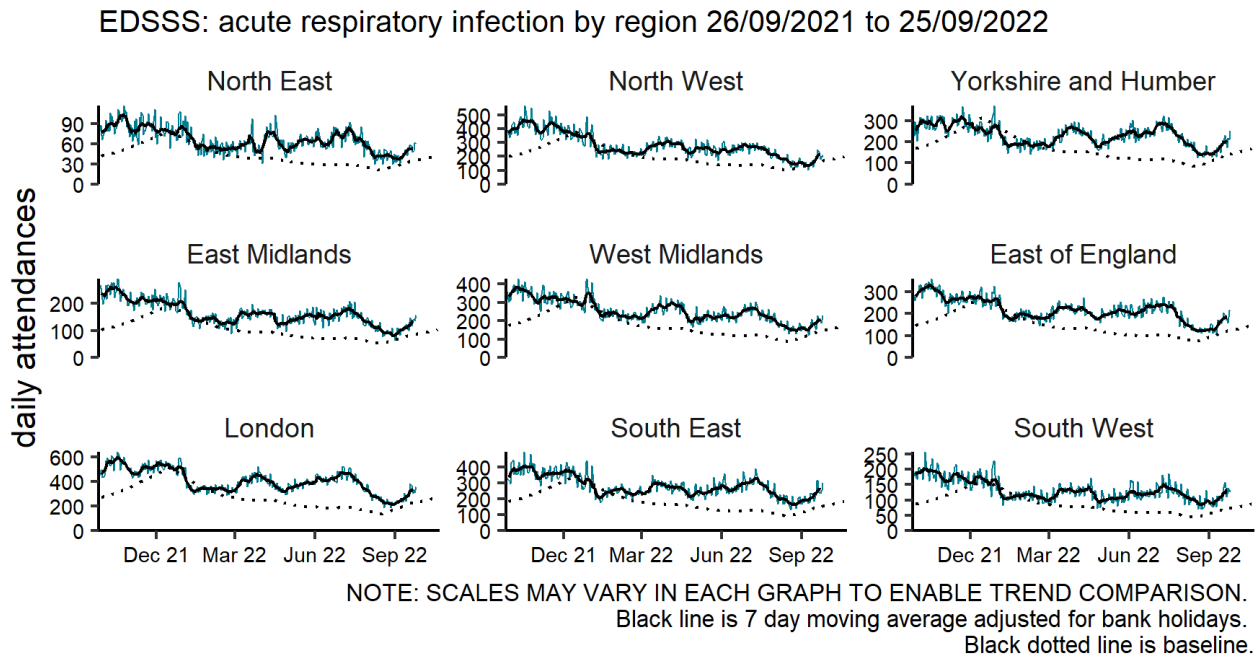 EDSSS: acute respiratory infection by region 26/09/2021 to 25/09/2022
daily attendances
North East
90
60
30
0
North West
500
400
300
200
100
0
Yorkshire and Humber
300
200
100
0
East Midlands
200
100
0
West Midlands
400
300
200
100
0
East of England
300
200
100
0
London
600
400
200
0
Dec 21 Mar 22 Jun 22 Sep 22
South East
400
300
200
100
0
Dec 21 Mar 22 Jun 22 Sep 22
South West
250
200
150
100
50
0
Dec 21 Mar 22 Jun 22 Sep 22
NOTE: SCALES MAY VARY IN EACH GRAPH TO ENABLE TREND COMPARISON.
Black line is 7 day moving average adjusted for bank holidays.
Black dotted line is baseline.